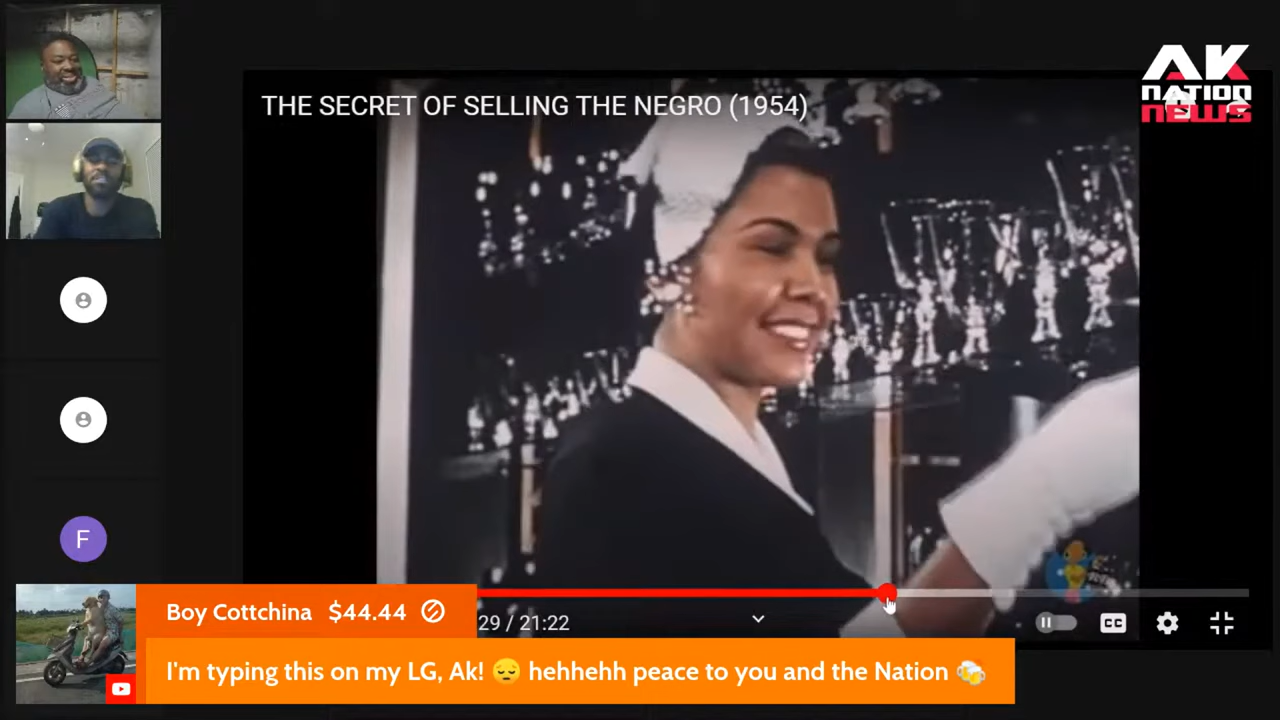 THE SECRET OF SELLING THE NEGRO (1954)
AK
NATION
NEWS
F
Boy Cottchina $44.44
29 / 21:22
CC
I'm typing this on my LG, Ak! 😔 hehhehh peace to you and the Nation 🍻